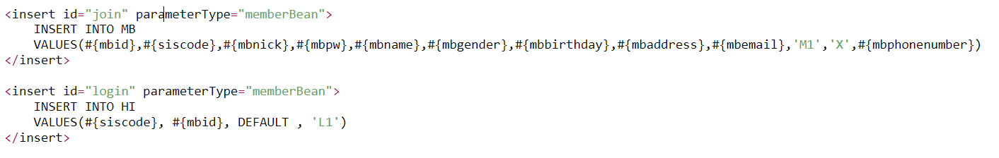 <insert id="join" parameterType="memberBean">
    INSERT INTO MB
    VALUES(#{mbid},#{siscode},#{mbnick},#{mbpw},#{mbname},#{mbgender},#{mbbirthday},#{mbaddress},#{mbemail},'M1','X',#{mbphonenumber})
</insert>

<insert id="login" parameterType="memberBean">
    INSERT INTO HI
    VALUES(#{siscode}, #{mbid}, DEFAULT , 'L1')
</insert>